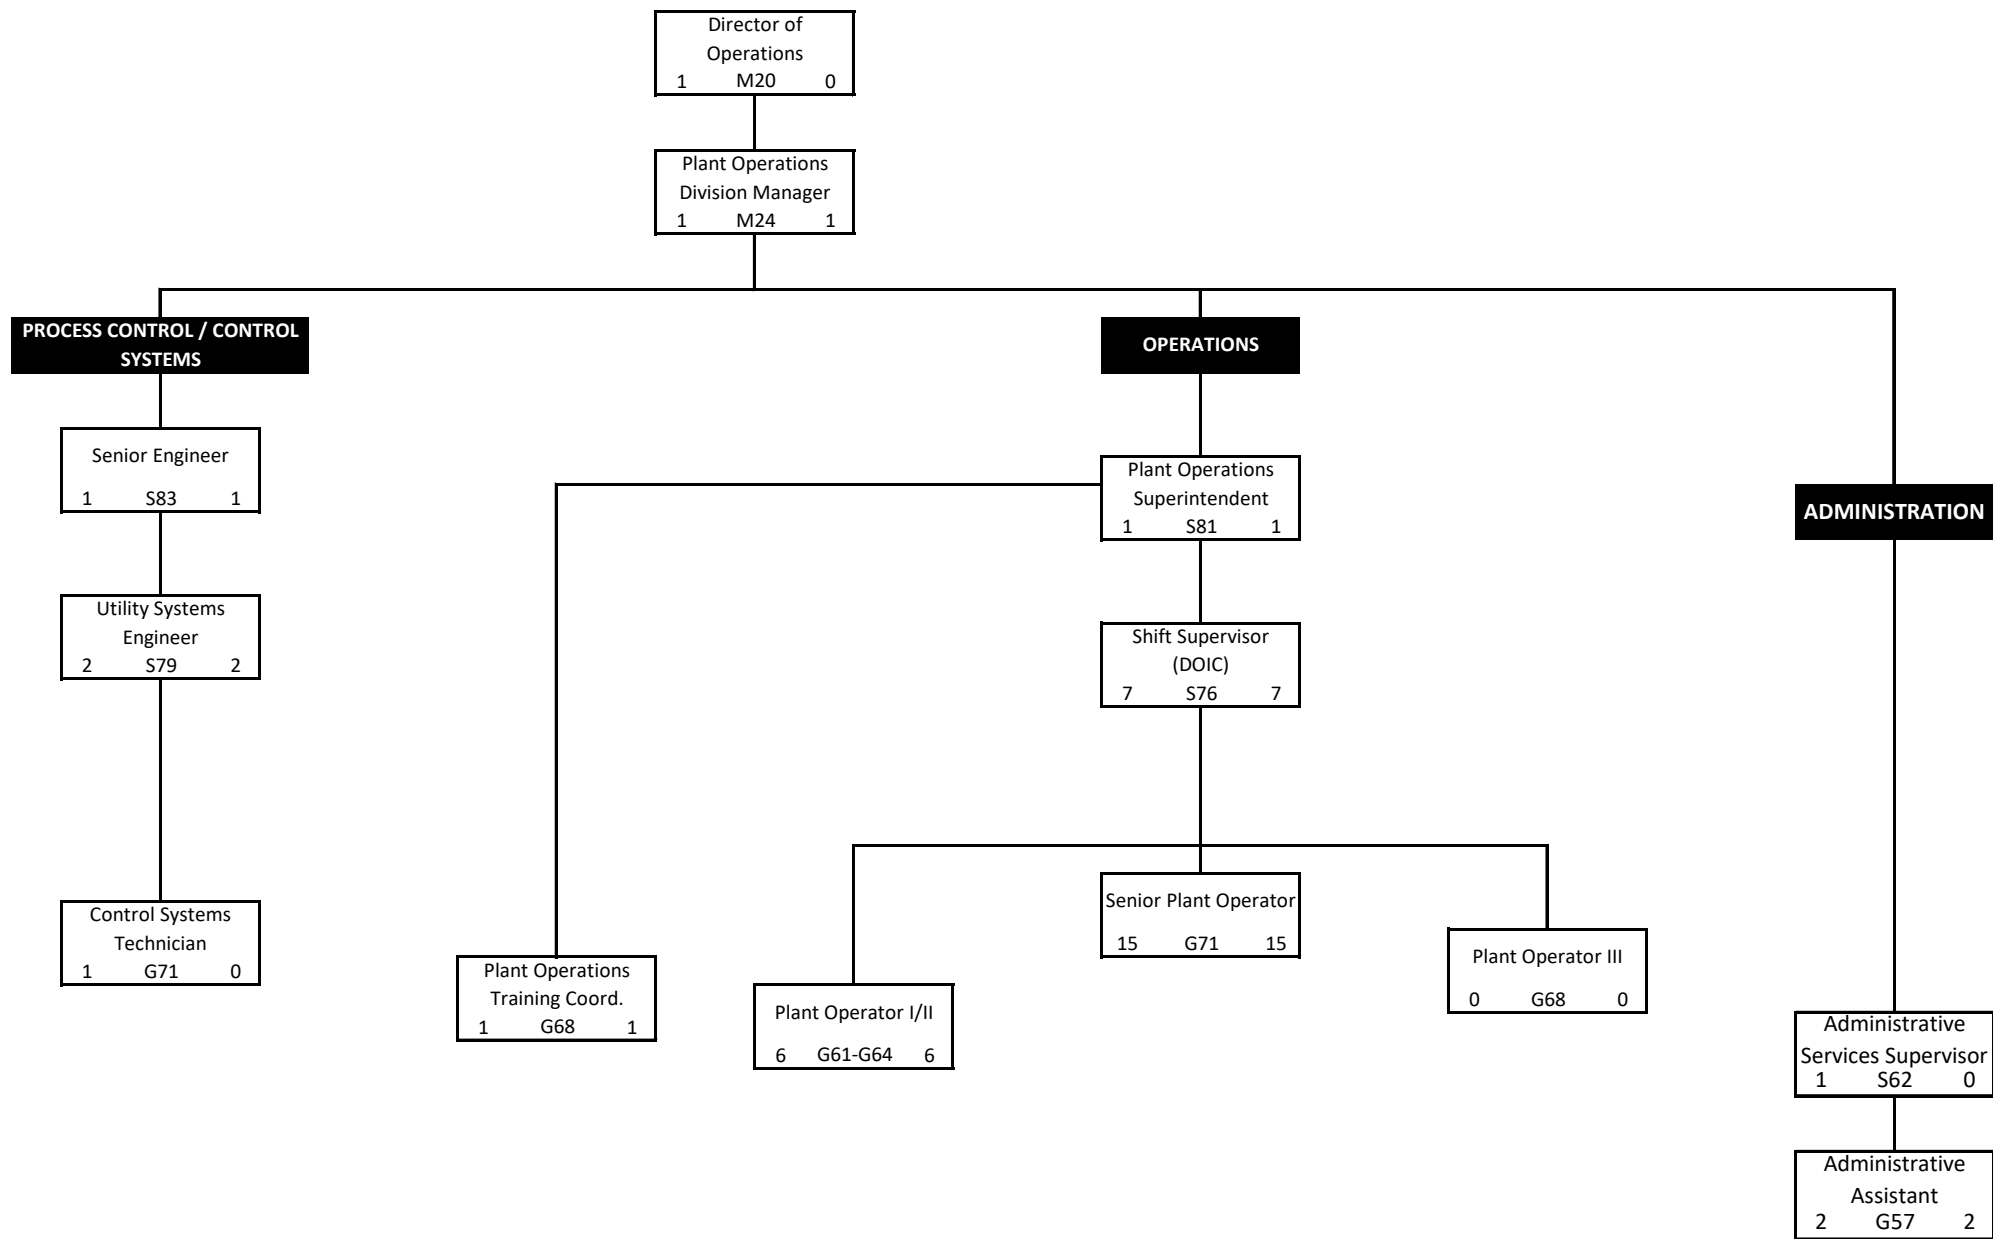 Director of
Operations
1 M20 0
Plant Operations
Division Manager
1 M24 1
PROCESS CONTROL / CONTROL
SYSTEMS
Senior Engineer
1 S83 1
Utility Systems
Engineer
2 S79 2
Control Systems
Technician
1 G71 0
OPERATIONS
Plant Operations
Superintendent
1 S81 1
Shift Supervisor
(DOIC)
7 S76 7
Plant Operations
Training Coord.
1 G68 1
Plant Operator I/II
6 G61-G64 6
Senior Plant Operator
15 G71 15
Plant Operator III
0 G68 0
ADMINISTRATION
Administrative
Services Supervisor
1 S62 0
Administrative
Assistant
2 G57 2